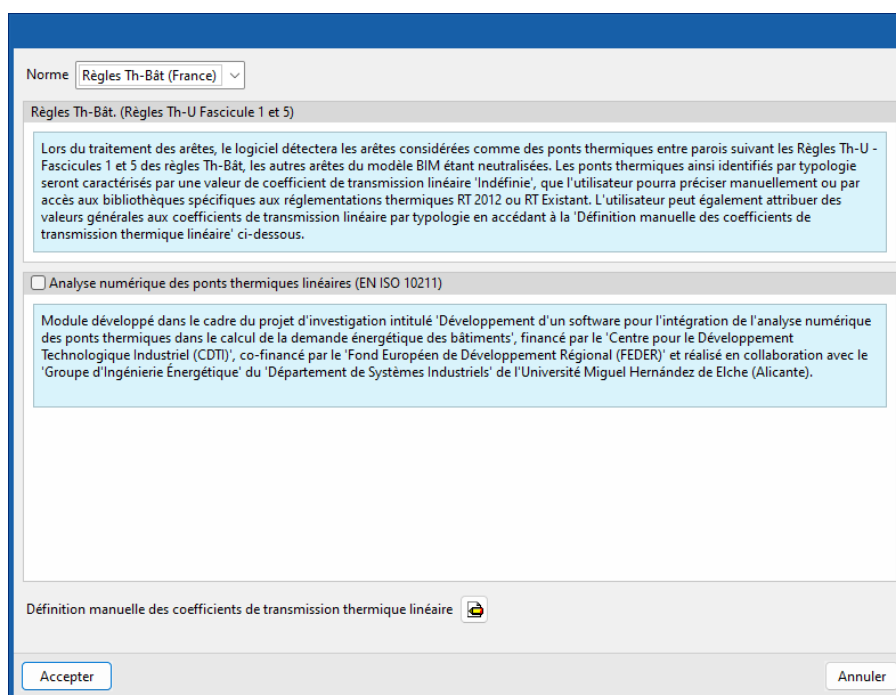 Norme Règles Th-Bât (France)
Règles Th-Bât. (Règles Th-U Fascicule 1 et 5)
Lors du traitement des arêtes, le logiciel détectera les arêtes considérées comme des ponts thermiques entre parois suivant les Règles Th-U -
Fascicules 1 et 5 des règles Th-Bât, les autres arêtes du modèle BIM étant neutralisées. Les ponts thermiques ainsi identifiés par typologie
seront caractérisés par une valeur de coefficient de transmission linéaire 'Indéfinie', que l'utilisateur pourra préciser manuellement ou par
accès aux bibliothèques spécifiques aux réglementations thermiques RT 2012 ou RT Existant. L'utilisateur peut également attribuer des
valeurs générales aux coefficients de transmission linéaire par typologie en accédant à la 'Définition manuelle des coefficients de
transmission thermique linéaire' ci-dessous.
Analyse numérique des ponts thermiques linéaires (EN ISO 10211)
Module développé dans le cadre du projet d'investigation intitulé 'Développement d'un software pour l'intégration de l'analyse numérique
des ponts thermiques dans le calcul de la demande énergétique des bâtiments', financé par le 'Centre pour le Développement
Technologique Industriel (CDTI)', co-financé par le 'Fond Européen de Développement Régional (FEDER)' et réalisé en collaboration avec le
'Groupe d'Ingénierie Énergétique' du 'Département de Systèmes Industriels' de l'Université Miguel Hernández de Elche (Alicante).
Définition manuelle des coefficients de transmission thermique linéaire
Accepter Annuler